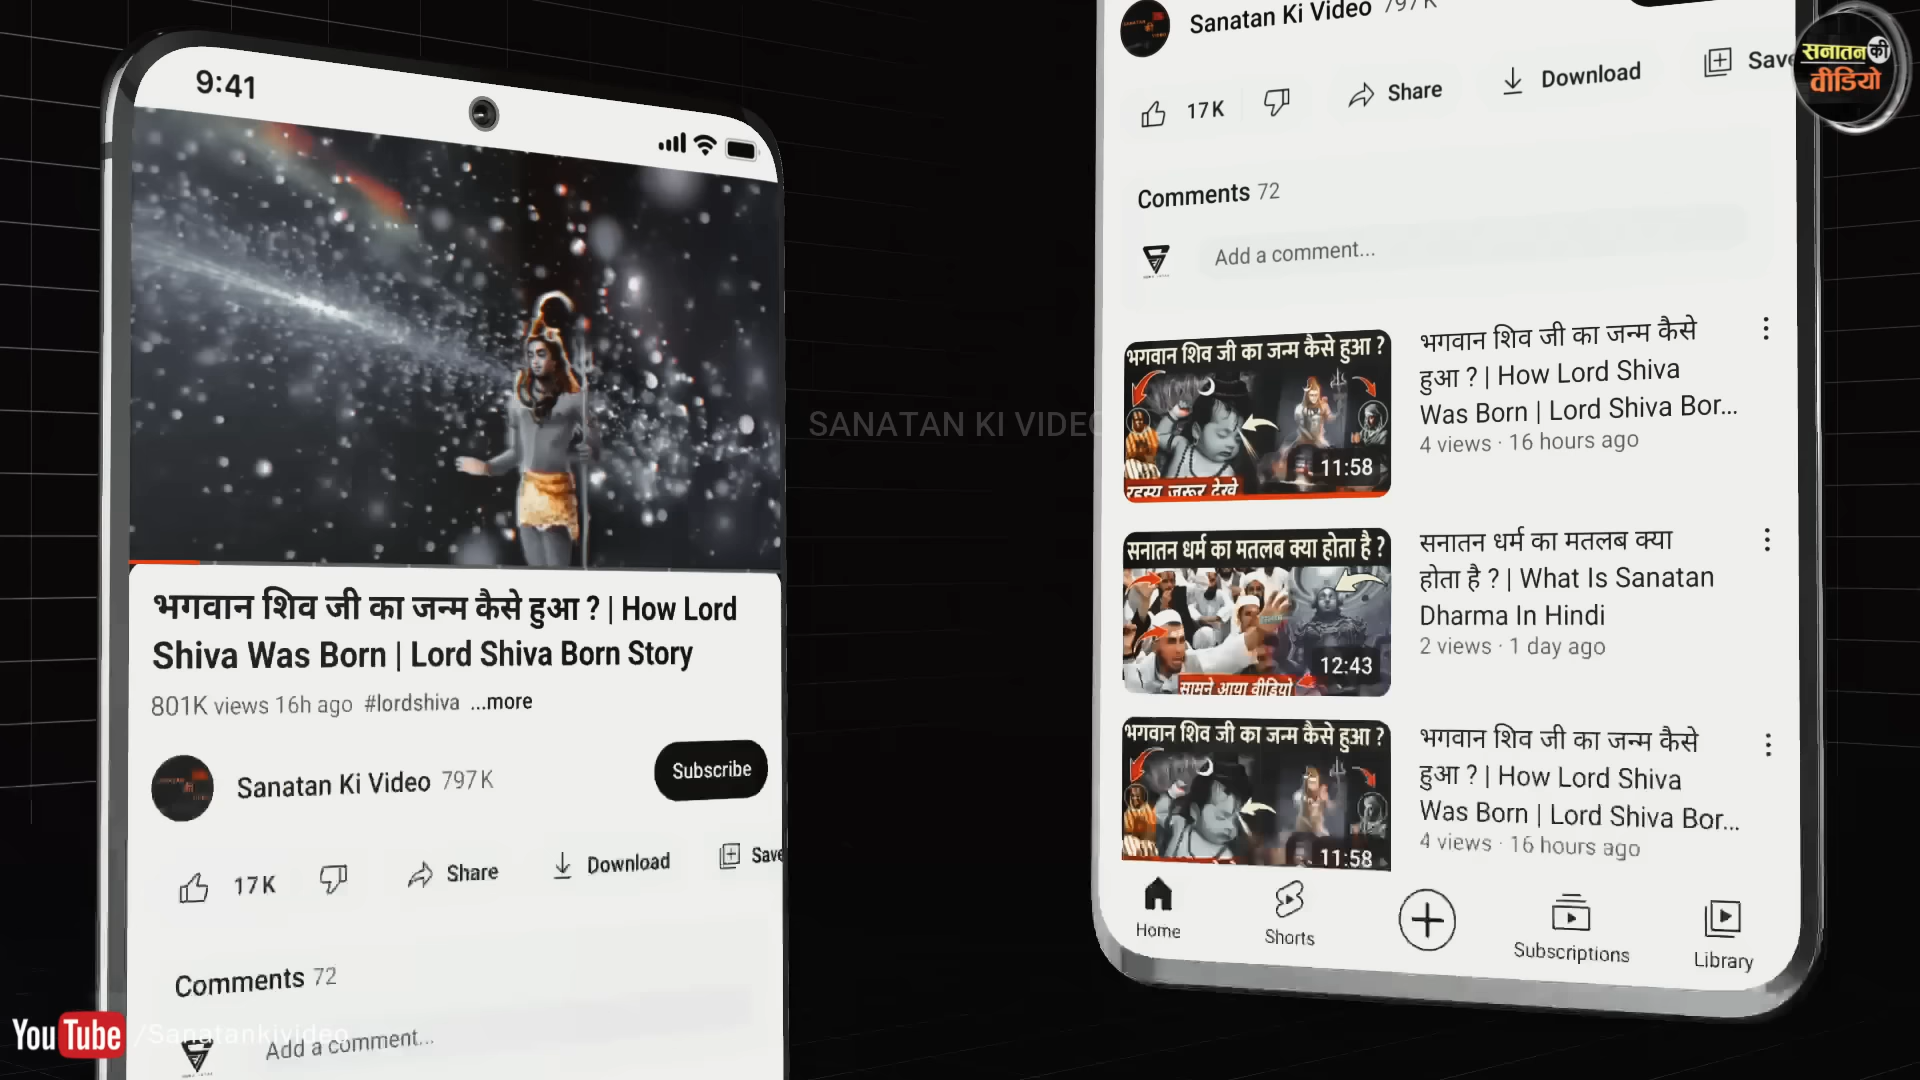 9:41
भगवान शिव जी का जन्म कैसे हुआ ? | How Lord
Shiva Was Born | Lord Shiva Born Story
801K views 16h ago #lordshiva ...more
Sanatan Ki Video 797K
Subscribe
17K
Share
Download
Save
Comments 72
Add a comment...
YouTube /Sanatankivideo
SANATAN KI VIDEO
Sanatan Ki Video 797K
17K
Share
Download
Save
सनातन की
वीडियो
Comments 72
Add a comment...
भगवान शिव जी का जन्म कैसे हुआ ?
रहस्य जरूर देखे
11:58
भगवान शिव जी का जन्म कैसे
हुआ ? | How Lord Shiva
Was Born | Lord Shiva Bor...
4 views · 16 hours ago
सनातन धर्म का मतलब क्या होता है ?
सामने आया वीडियो
12:43
सनातन धर्म का मतलब क्या
होता है ? | What Is Sanatan
Dharma In Hindi
2 views · 1 day ago
भगवान शिव जी का जन्म कैसे हुआ ?
11:58
भगवान शिव जी का जन्म कैसे
हुआ ? | How Lord Shiva
Was Born | Lord Shiva Bor...
4 views · 16 hours ago
Home
Shorts
Subscriptions
Library